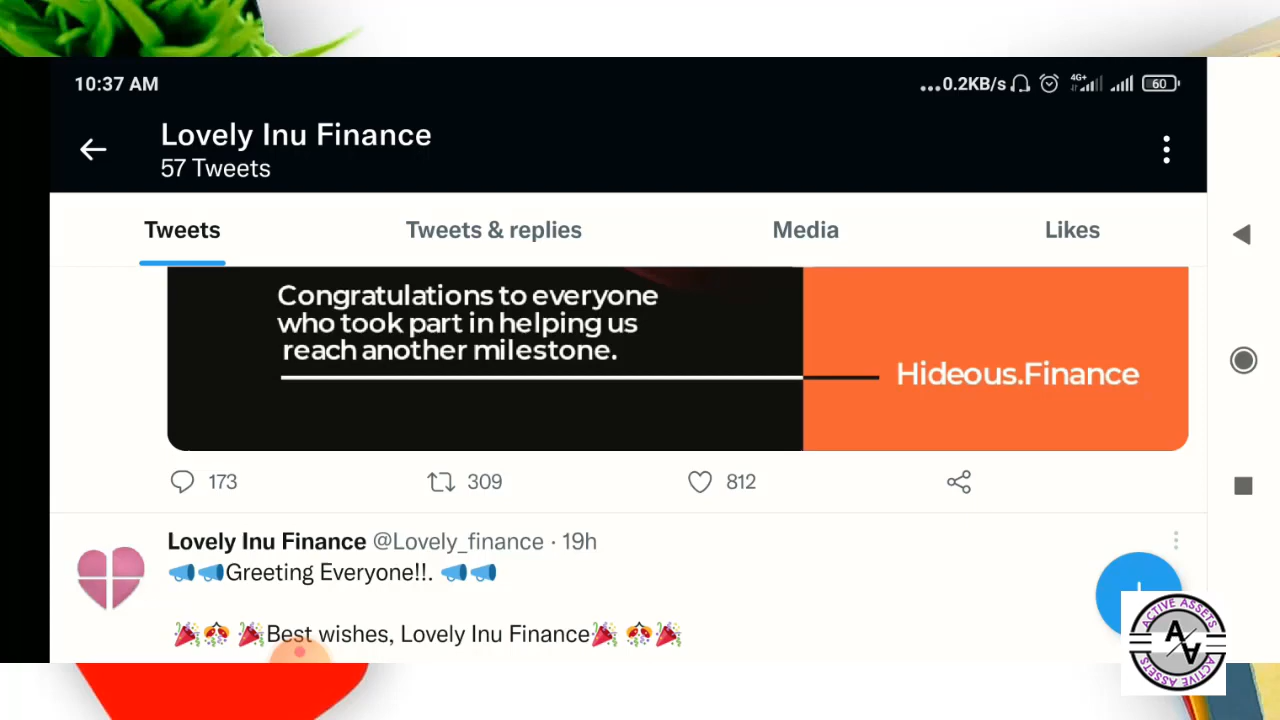 10:37 AM
...0.2KB/s 4G+ 60
Lovely Inu Finance
57 Tweets
Tweets Tweets & replies Media Likes
Congratulations to everyone
who took part in helping us
reach another milestone.
Hideous.Finance
173 309 812
Lovely Inu Finance @Lovely_finance · 19h
📣📣Greeting Everyone!!. 📣📣
🎉🎊 🎉Best wishes, Lovely Inu Finance🎉 🎊🎉
ACTIVE ASSETS
A/A
ACTIVE ASSETS